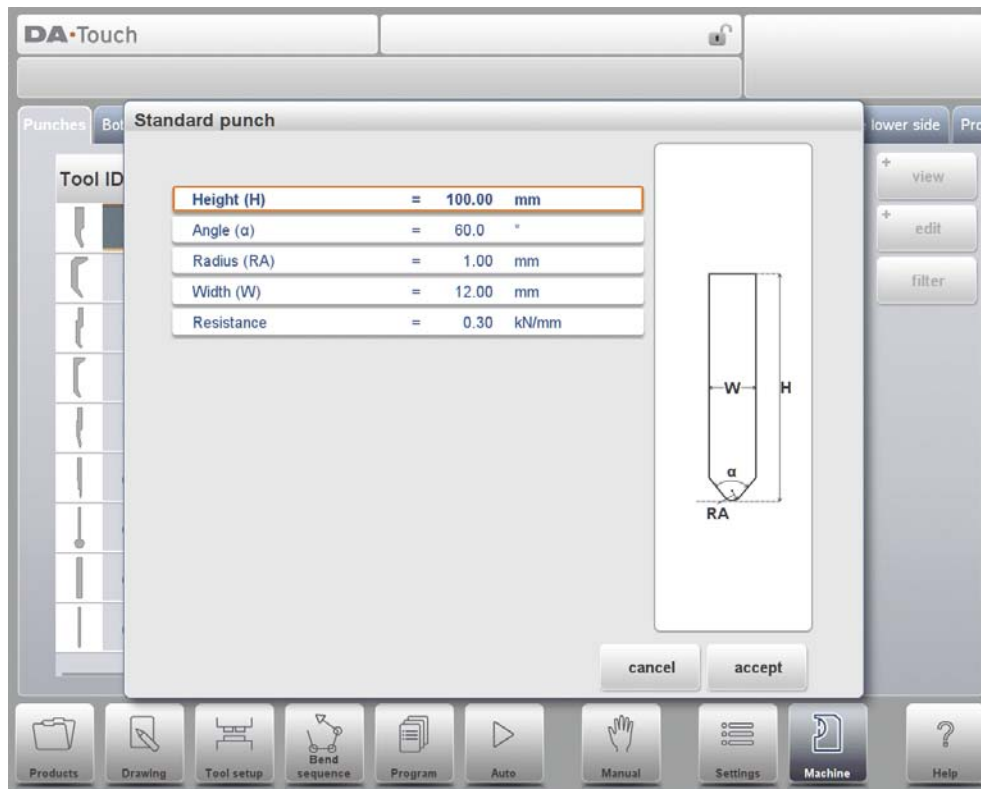 DA•Touch
Punches Bot lower side Pro
Standard punch
Tool ID
Height (H) = 100.00 mm
Angle (α) = 60.0 °
Radius (RA) = 1.00 mm
Width (W) = 12.00 mm
Resistance = 0.30 kN/mm
W H
α
RA
+ view
+ edit
filter
cancel accept
Products Drawing Tool setup Bend sequence Program Auto Manual Settings Machine Help